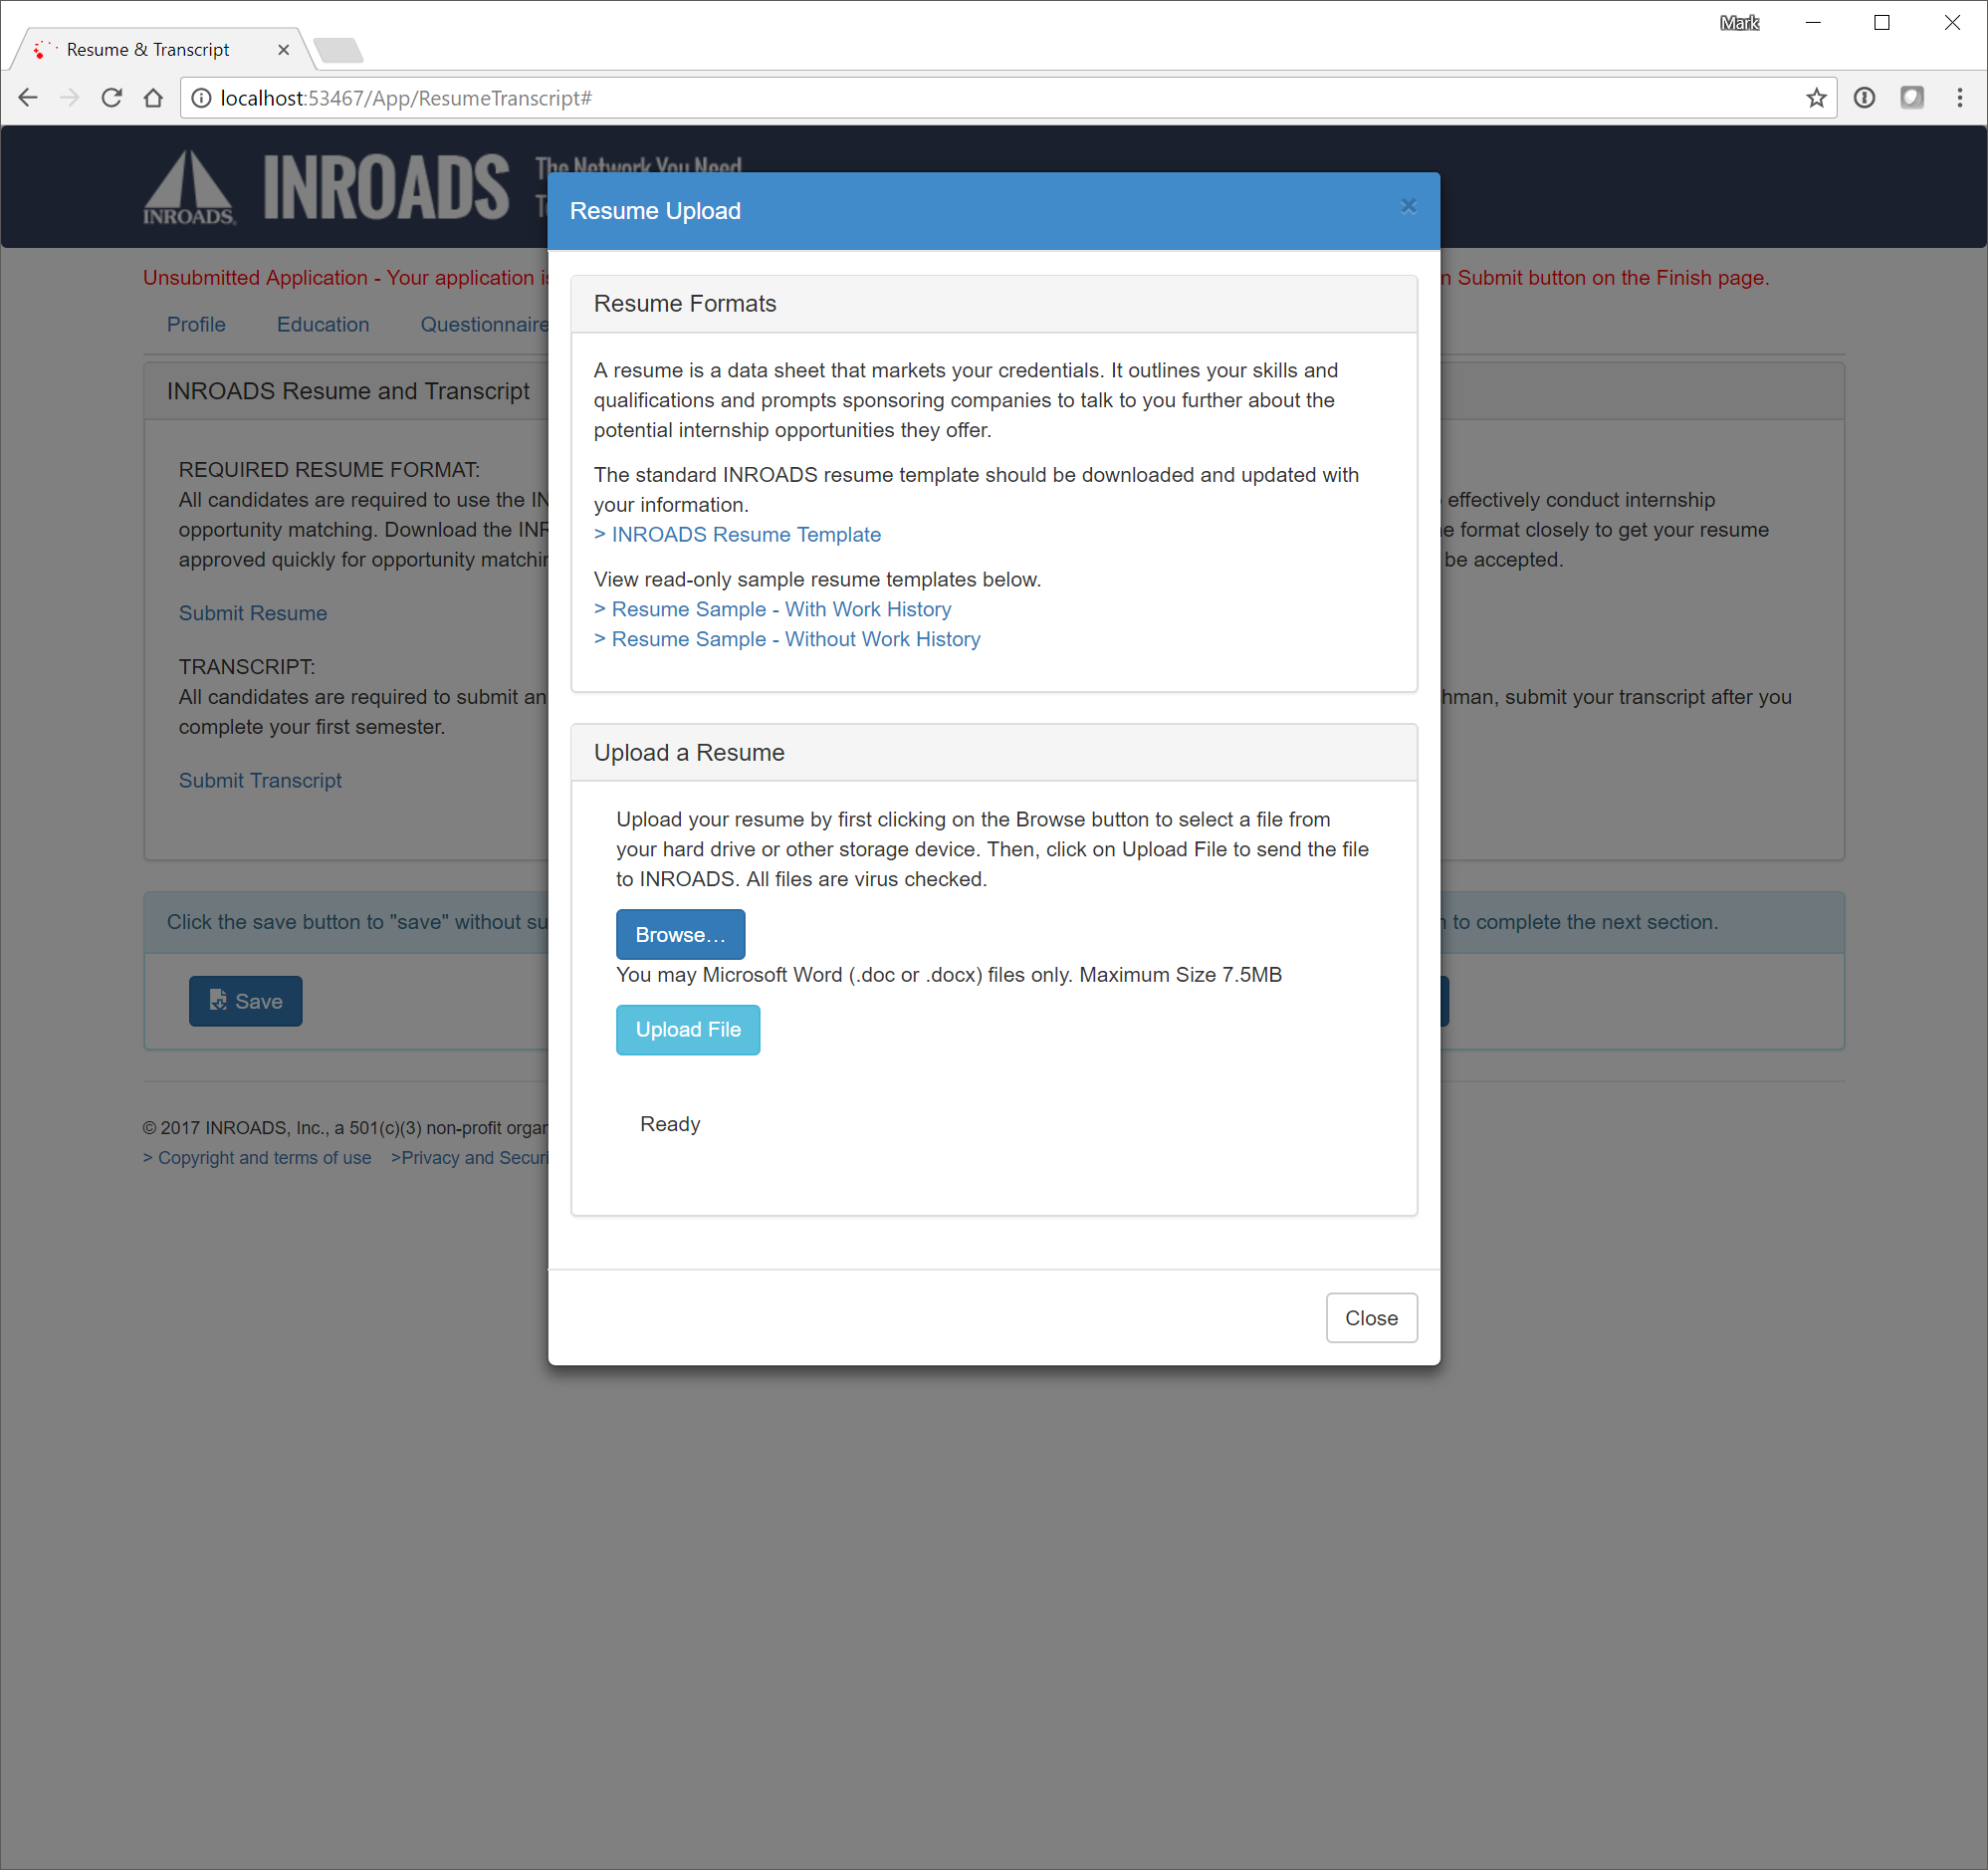 Mark
Resume & Transcript
localhost:53467/App/ResumeTranscript#
INROADS
INROADS
The Network You Need
Resume Upload
Unsubmitted Application - Your application
n Submit button on the Finish page.
Profile
Education
Questionnaire
INROADS Resume and Transcript
REQUIRED RESUME FORMAT:
All candidates are required to use the IN
effectively conduct internship
opportunity matching. Download the INR
format closely to get your resume
approved quickly for opportunity matchin
be accepted.
Submit Resume
TRANSCRIPT:
All candidates are required to submit an
hman, submit your transcript after you
complete your first semester.
Submit Transcript
Click the save button to "save" without su
to complete the next section.
Save
© 2017 INROADS, Inc., a 501(c)(3) non-profit organ
> Copyright and terms of use
>Privacy and Securi
Resume Formats
A resume is a data sheet that markets your credentials. It outlines your skills and
qualifications and prompts sponsoring companies to talk to you further about the
potential internship opportunities they offer.
The standard INROADS resume template should be downloaded and updated with
your information.
> INROADS Resume Template
View read-only sample resume templates below.
> Resume Sample - With Work History
> Resume Sample - Without Work History
Upload a Resume
Upload your resume by first clicking on the Browse button to select a file from
your hard drive or other storage device. Then, click on Upload File to send the file
to INROADS. All files are virus checked.
Browse…
You may Microsoft Word (.doc or .docx) files only. Maximum Size 7.5MB
Upload File
Ready
Close